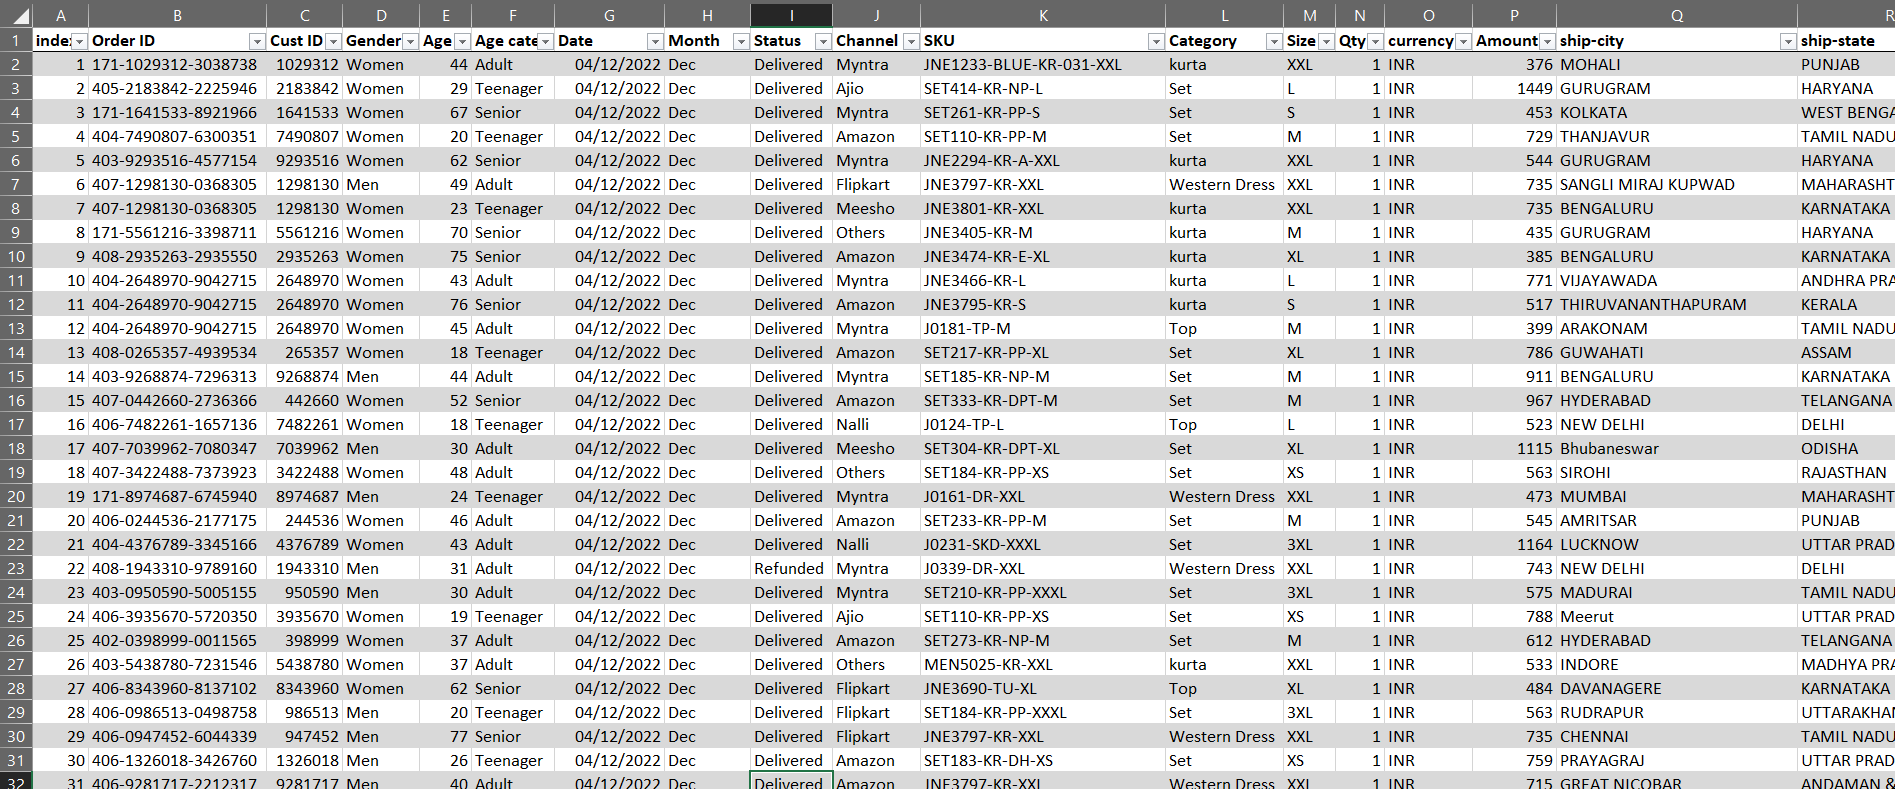 A B C D E F G H I J K L M N O P Q R
1 inde Order ID Cust ID Gender Age Age cate Date Month Status Channel SKU Category Size Qty currency Amount ship-city ship-state
2 1 171-1029312-3038738 1029312 Women 44 Adult 04/12/2022 Dec Delivered Myntra JNE1233-BLUE-KR-031-XXL kurta XXL 1 INR 376 MOHALI PUNJAB
3 2 405-2183842-2225946 2183842 Women 29 Teenager 04/12/2022 Dec Delivered Ajio SET414-KR-NP-L Set L 1 INR 1449 GURUGRAM HARYANA
4 3 171-1641533-8921966 1641533 Women 67 Senior 04/12/2022 Dec Delivered Myntra SET261-KR-PP-S Set S 1 INR 453 KOLKATA WEST BENGA
5 4 404-7490807-6300351 7490807 Women 20 Teenager 04/12/2022 Dec Delivered Amazon SET110-KR-PP-M Set M 1 INR 729 THANJAVUR TAMIL NADU
6 5 403-9293516-4577154 9293516 Women 62 Senior 04/12/2022 Dec Delivered Myntra JNE2294-KR-A-XXL kurta XXL 1 INR 544 GURUGRAM HARYANA
7 6 407-1298130-0368305 1298130 Men 49 Adult 04/12/2022 Dec Delivered Flipkart JNE3797-KR-XXL Western Dress XXL 1 INR 735 SANGLI MIRAJ KUPWAD MAHARASHT
8 7 407-1298130-0368305 1298130 Women 23 Teenager 04/12/2022 Dec Delivered Meesho JNE3801-KR-XXL kurta XXL 1 INR 735 BENGALURU KARNATAKA
9 8 171-5561216-3398711 5561216 Women 70 Senior 04/12/2022 Dec Delivered Others JNE3405-KR-M kurta M 1 INR 435 GURUGRAM HARYANA
10 9 408-2935263-2935550 2935263 Women 75 Senior 04/12/2022 Dec Delivered Amazon JNE3474-KR-E-XL kurta XL 1 INR 385 BENGALURU KARNATAKA
11 10 404-2648970-9042715 2648970 Women 43 Adult 04/12/2022 Dec Delivered Myntra JNE3466-KR-L kurta L 1 INR 771 VIJAYAWADA ANDHRA PRA
12 11 404-2648970-9042715 2648970 Women 76 Senior 04/12/2022 Dec Delivered Amazon JNE3795-KR-S kurta S 1 INR 517 THIRUVANANTHAPURAM KERALA
13 12 404-2648970-9042715 2648970 Women 45 Adult 04/12/2022 Dec Delivered Myntra J0181-TP-M Top M 1 INR 399 ARAKONAM TAMIL NADU
14 13 408-0265357-4939534 265357 Women 18 Teenager 04/12/2022 Dec Delivered Amazon SET217-KR-PP-XL Set XL 1 INR 786 GUWAHATI ASSAM
15 14 403-9268874-7296313 9268874 Men 44 Adult 04/12/2022 Dec Delivered Myntra SET185-KR-NP-M Set M 1 INR 911 BENGALURU KARNATAKA
16 15 407-0442660-2736366 442660 Women 52 Senior 04/12/2022 Dec Delivered Amazon SET333-KR-DPT-M Set M 1 INR 967 HYDERABAD TELANGANA
17 16 406-7482261-1657136 7482261 Women 18 Teenager 04/12/2022 Dec Delivered Nalli J0124-TP-L Top L 1 INR 523 NEW DELHI DELHI
18 17 407-7039962-7080347 7039962 Men 30 Adult 04/12/2022 Dec Delivered Meesho SET304-KR-DPT-XL Set XL 1 INR 1115 Bhubaneswar ODISHA
19 18 407-3422488-7373923 3422488 Women 48 Adult 04/12/2022 Dec Delivered Others SET184-KR-PP-XS Set XS 1 INR 563 SIROHI RAJASTHAN
20 19 171-8974687-6745940 8974687 Men 24 Teenager 04/12/2022 Dec Delivered Myntra J0161-DR-XXL Western Dress XXL 1 INR 473 MUMBAI MAHARASHT
21 20 406-0244536-2177175 244536 Women 46 Adult 04/12/2022 Dec Delivered Amazon SET233-KR-PP-M Set M 1 INR 545 AMRITSAR PUNJAB
22 21 404-4376789-3345166 4376789 Women 43 Adult 04/12/2022 Dec Delivered Nalli J0231-SKD-XXXL Set 3XL 1 INR 1164 LUCKNOW UTTAR PRAD
23 22 408-1943310-9789160 1943310 Men 31 Adult 04/12/2022 Dec Refunded Myntra J0339-DR-XXL Western Dress XXL 1 INR 743 NEW DELHI DELHI
24 23 403-0950590-5005155 950590 Men 30 Adult 04/12/2022 Dec Delivered Myntra SET210-KR-PP-XXXL Set 3XL 1 INR 575 MADURAI TAMIL NADU
25 24 406-3935670-5720350 3935670 Women 19 Teenager 04/12/2022 Dec Delivered Ajio SET110-KR-PP-XS Set XS 1 INR 788 Meerut UTTAR PRAD
26 25 402-0398999-0011565 398999 Women 37 Adult 04/12/2022 Dec Delivered Amazon SET273-KR-NP-M Set M 1 INR 612 HYDERABAD TELANGANA
27 26 403-5438780-7231546 5438780 Women 37 Adult 04/12/2022 Dec Delivered Others MEN5025-KR-XXL kurta XXL 1 INR 533 INDORE MADHYA PRA
28 27 406-8343960-8137102 8343960 Women 62 Senior 04/12/2022 Dec Delivered Flipkart JNE3690-TU-XL Top XL 1 INR 484 DAVANAGERE KARNATAKA
29 28 406-0986513-0498758 986513 Men 20 Teenager 04/12/2022 Dec Delivered Flipkart SET184-KR-PP-XXXL Set 3XL 1 INR 563 RUDRAPUR UTTARAKHAN
30 29 406-0947452-6044339 947452 Men 77 Senior 04/12/2022 Dec Delivered Flipkart JNE3797-KR-XXL Western Dress XXL 1 INR 735 CHENNAI TAMIL NADU
31 30 406-1326018-3426760 1326018 Men 26 Teenager 04/12/2022 Dec Delivered Amazon SET183-KR-DH-XS Set XS 1 INR 759 PRAYAGRAJ UTTAR PRAD
32 31 406-9281717-2212317 9281717 Men 40 Adult 04/12/2022 Dec Delivered Amazon JNE3797-KR-XXL Western Dress XXL 1 INR 715 GREAT NICOBAR ANDAMAN &